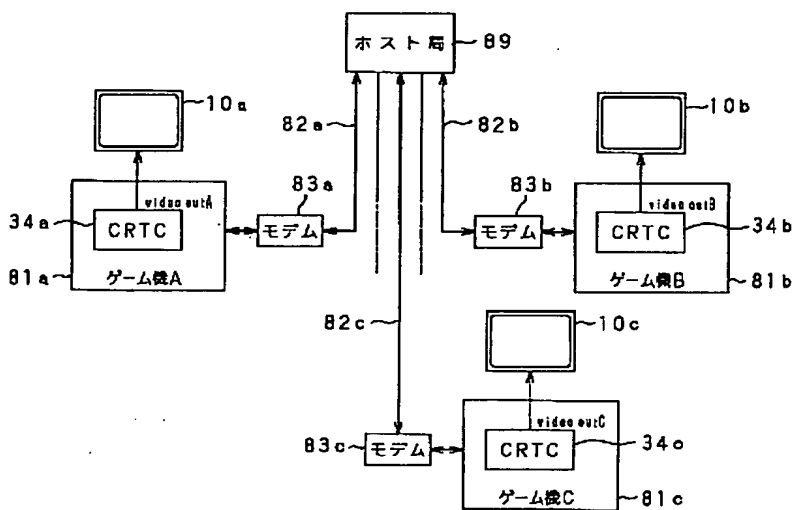 ホスト局
89
10a
82a
82b
10b
83a
83b
video outA
video outB
34a
CRTC
モデム
モデム
CRTC
34b
81a
ゲーム機A
ゲーム機B
81b
82c
10c
video outC
83c
モデム
CRTC
34c
ゲーム機C
81c